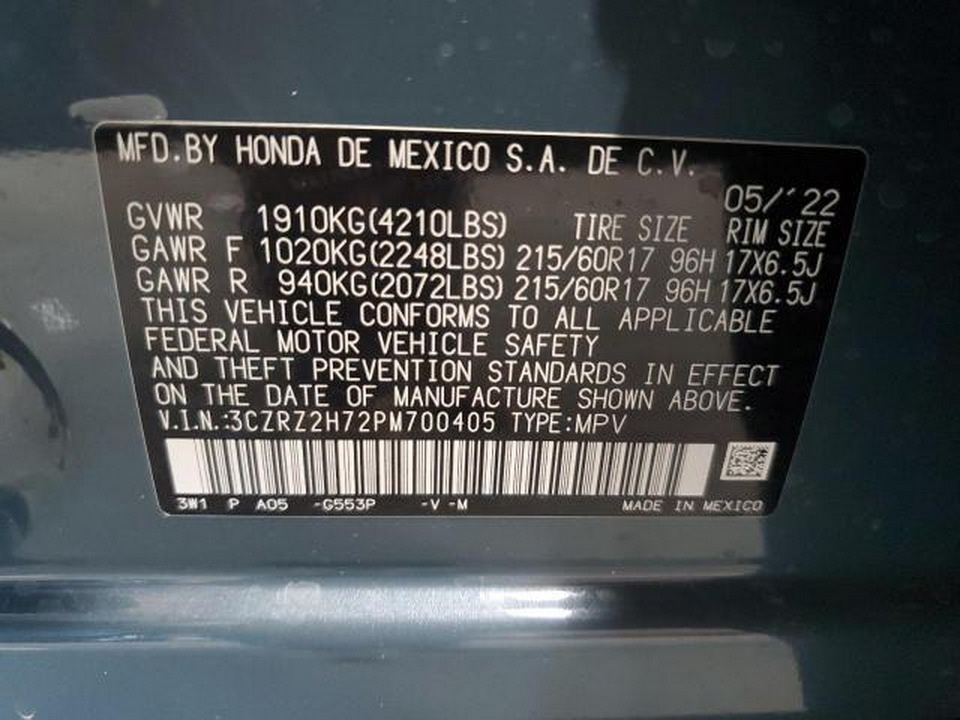 MFD.BY HONDA DE MEXICO S.A. DE C.V.
05/'22
GVWR 1910KG(4210LBS) TIRE SIZE RIM SIZE
GAWR F 1020KG(2248LBS) 215/60R17 96H 17X6.5J
GAWR R 940KG(2072LBS) 215/60R17 96H 17X6.5J
THIS VEHICLE CONFORMS TO ALL APPLICABLE
FEDERAL MOTOR VEHICLE SAFETY
AND THEFT PREVENTION STANDARDS IN EFFECT
ON THE DATE OF MANUFACTURE SHOWN ABOVE.
V.I.N.:3CZRZ2H72PM700405 TYPE:MPV
3W1 P A05 -G553P -V -M MADE IN MEXICO